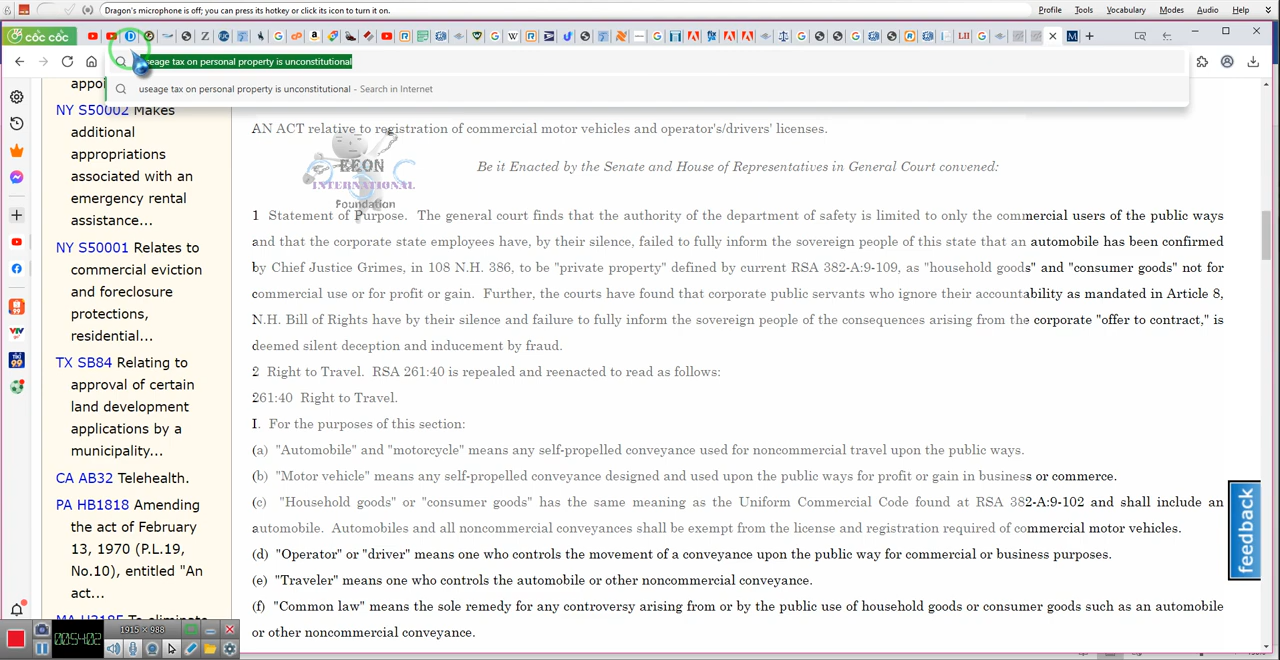 Dragon's microphone is off; you can press its hotkey or click its icon to turn it on.
Profile Tools Vocabulary Modes Audio Help
cốc cốc
useage tax on personal property is unconstitutional
useage tax on personal property is unconstitutional - Search in Internet
appoi
NY S50002 Makes
additional
appropriations
associated with an
emergency rental
assistance...
NY S50001 Relates to
commercial eviction
and foreclosure
protections,
residential...
TX SB84 Relating to
approval of certain
land development
applications by a
municipality...
CA AB32 Telehealth.
PA HB1818 Amending
the act of February
13, 1970 (P.L.19,
No.10), entitled "An
act...
AN ACT relative to registration of commercial motor vehicles and operator's/drivers' licenses.
EEON
INTERNATIONAL
Foundation
Be it Enacted by the Senate and House of Representatives in General Court convened:
1 Statement of Purpose. The general court finds that the authority of the department of safety is limited to only the commercial users of the public ways
and that the corporate state employees have, by their silence, failed to fully inform the sovereign people of this state that an automobile has been confirmed
by Chief Justice Grimes, in 108 N.H. 386, to be "private property" defined by current RSA 382-A:9-109, as "household goods" and "consumer goods" not for
commercial use or for profit or gain. Further, the courts have found that corporate public servants who ignore their accountability as mandated in Article 8,
N.H. Bill of Rights have by their silence and failure to fully inform the sovereign people of the consequences arising from the corporate "offer to contract," is
deemed silent deception and inducement by fraud.
2 Right to Travel. RSA 261:40 is repealed and reenacted to read as follows:
261:40 Right to Travel.
I. For the purposes of this section:
(a) "Automobile" and "motorcycle" means any self-propelled conveyance used for noncommercial travel upon the public ways.
(b) "Motor vehicle" means any self-propelled conveyance designed and used upon the public ways for profit or gain in business or commerce.
(c) "Household goods" or "consumer goods" has the same meaning as the Uniform Commercial Code found at RSA 382-A:9-102 and shall include an
automobile. Automobiles and all noncommercial conveyances shall be exempt from the license and registration required of commercial motor vehicles.
(d) "Operator" or "driver" means one who controls the movement of a conveyance upon the public way for commercial or business purposes.
(e) "Traveler" means one who controls the automobile or other noncommercial conveyance.
(f) "Common law" means the sole remedy for any controversy arising from or by the public use of household goods or consumer goods such as an automobile
or other noncommercial conveyance.
feedback
1915 x 988
005402